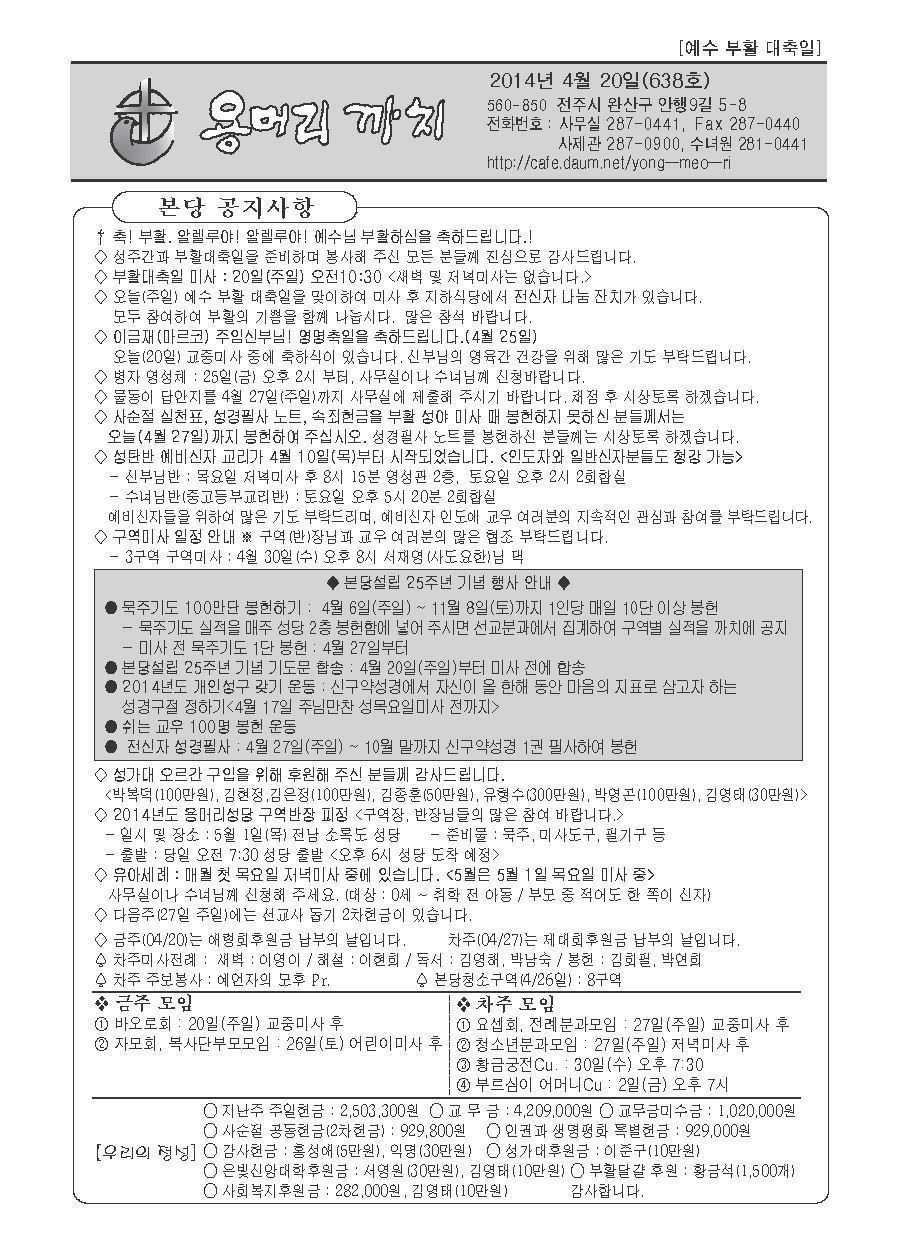 [예수 부활 대축일]
용머리 까치
2014년 4월 20일(638호)
560-850 전주시 완산구 안행9길 5-8
전화번호 : 사무실 287-0441, Fax 287-0440
사제관 287-0900, 수녀원 281-0441
http://cafe.daum.net/yong-meo-ri
본당 공지사항
† 축! 부활. 알렐루야! 알렐루야! 예수님 부활하심을 축하드립니다.!
◇ 성주간과 부활대축일을 준비하며 봉사해 주신 모든 분들께 진심으로 감사드립니다.
◇ 부활대축일 미사 : 20일(주일) 오전10:30 <새벽 및 저녁미사는 없습니다.>
◇ 오늘(주일) 예수 부활 대축일을 맞이하여 미사 후 지하식당에서 전신자 나눔 잔치가 있습니다.
모두 참여하여 부활의 기쁨을 함께 나눕시다. 많은 참석 바랍니다.
◇ 이금재(마르코) 주임신부님! 영명축일을 축하드립니다.(4월 25일)
오늘(20일) 교중미사 중에 축하식이 있습니다. 신부님의 영육간 건강을 위해 많은 기도 부탁드립니다.
◇ 병자 영성체 : 25일(금) 오후 2시 부터, 사무실이나 수녀님께 신청바랍니다.
◇ 물동이 답안지를 4월 27일(주일)까지 사무실에 제출해 주시기 바랍니다. 채점 후 시상토록 하겠습니다.
◇ 사순절 실천표, 성경필사 노트, 속죄헌금을 부활 성야 미사 때 봉헌하지 못하신 분들께서는
오늘(4월 27일)까지 봉헌하여 주십시오. 성경필사 노트를 봉헌하신 분들께는 시상토록 하겠습니다.
◇ 성탄반 예비신자 교리가 4월 10일(목)부터 시작되었습니다. <인도자와 일반신자분들도 청강 가능>
- 신부님반 : 목요일 저녁미사 후 8시 15분 영성관 2층, 토요일 오후 2시 2회합실
- 수녀님반(중고등부교리반) : 토요일 오후 5시 20분 2회합실
예비신자들을 위하여 많은 기도 부탁드리며, 예비신자 인도에 교우 여러분의 지속적인 관심과 참여를 부탁드립니다.
◇ 구역미사 일정 안내 ※ 구역(반)장님과 교우 여러분의 많은 협조 부탁드립니다.
- 3구역 구역미사 : 4월 30일(수) 오후 8시 서재영(사도요한)님 댁
◆ 본당설립 25주년 기념 행사 안내 ◆
● 묵주기도 100만단 봉헌하기 : 4월 6일(주일) ~ 11월 8일(토)까지 1인당 매일 10단 이상 봉헌
- 묵주기도 실적을 매주 성당 2층 봉헌함에 넣어 주시면 선교분과에서 집계하여 구역별 실적을 까치에 공지
- 미사 전 묵주기도 1단 봉헌 : 4월 27일부터
● 본당설립 25주년 기념 기도문 합송 : 4월 20일(주일)부터 미사 전에 합송
● 2014년도 개인성구 갖기 운동 : 신구약성경에서 자신이 올 한해 동안 마음의 지표로 삼고자 하는
성경구절 정하기<4월 17일 주님만찬 성목요일미사 전까지>
● 쉬는 교우 100명 봉헌 운동
● 전신자 성경필사 : 4월 27일(주일) ~ 10월 말까지 신구약성경 1권 필사하여 봉헌
◇ 성가대 오르간 구입을 위해 후원해 주신 분들께 감사드립니다.
<박복덕(100만원), 김현정,김은정(100만원), 김종훈(50만원), 유형수(300만원), 박영곤(100만원), 김영태(30만원)>
◇ 2014년도 용머리성당 구역반장 피정 <구역장, 반장님들의 많은 참여 바랍니다.>
- 일시 및 장소 : 5월 1일(목) 전남 소록도 성당 - 준비물 : 묵주, 미사도구, 필기구 등
- 출발 : 당일 오전 7:30 성당 출발 <오후 6시 성당 도착 예정>
◇ 유아세례 : 매월 첫 목요일 저녁미사 중에 있습니다. <5월은 5월 1일 목요일 미사 중>
사무실이나 수녀님께 신청해 주세요. (대상 : 0세 ~ 취학 전 아동 / 부모 중 적어도 한 쪽이 신자)
◇ 다음주(27일 주일)에는 선교사 돕기 2차헌금이 있습니다.
◇ 금주(04/20)는 애령회후원금 납부의 날입니다. 차주(04/27)는 제대회후원금 납부의 날입니다.
♤ 차주미사전례 : 새벽 : 이영이 / 해설 : 이현희 / 독서 : 김영해, 박남숙 / 봉헌 : 김회필, 박연희
♤ 차주 주보봉사 : 예언자의 모후 Pr. ♤ 본당청소구역(4/26일) : 8구역
❖ 금주 모임
① 바오로회 : 20일(주일) 교중미사 후
② 자모회, 복사단부모모임 : 26일(토) 어린이미사 후
❖ 차주 모임
① 요셉회, 전례분과모임 : 27일(주일) 교중미사 후
② 청소년분과모임 : 27일(주일) 저녁미사 후
③ 황금궁전Cu. : 30일(수) 오후 7:30
④ 부르심이 어머니Cu : 2일(금) 오후 7시
[우리의 정성]
○ 지난주 주일헌금 : 2,503,300원 ○ 교 무 금 : 4,209,000원 ○ 교무금미수금 : 1,020,000원
○ 사순절 공동헌금(2차헌금) : 929,800원 ○ 인권과 생명평화 특별헌금 : 929,000원
○ 감사헌금 : 홍성애(5만원), 익명(30만원) ○ 성가대후원금 : 이준구(10만원)
○ 은빛신앙대학후원금 : 서영원(30만원), 김영태(10만원) ○ 부활달걀 후원 : 황금석(1,500개)
○ 사회복지후원금 : 282,000원, 김영태(10만원) 감사합니다.